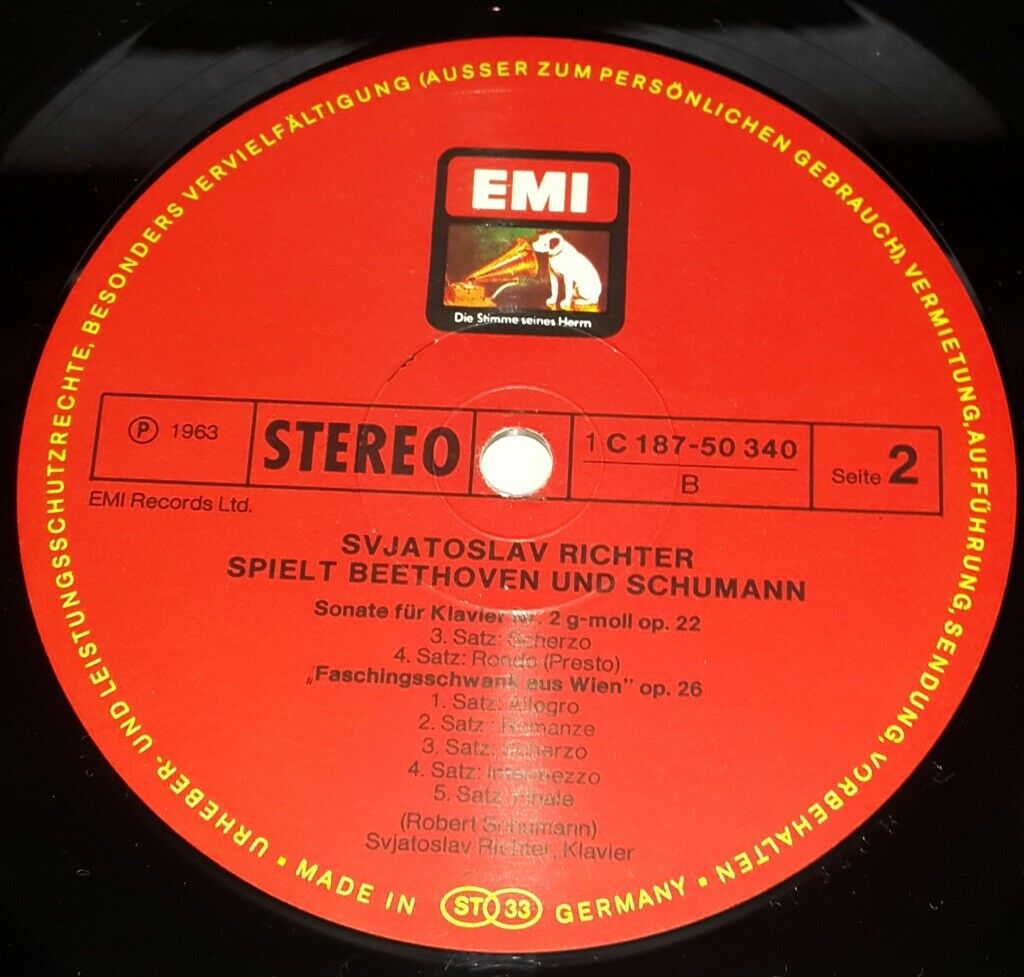 URHEBER- UND LEISTUNGSSCHUTZRECHTE, BESONDERS VERVIELFÄLTIGUNG (AUSSER ZUM PERSÖNLICHEN GEBRAUCH), VERMIETUNG, AUFFÜHRUNG, SENDUNG, VORBEHALTEN
EMI
Die Stimme seines Herrn
℗ 1963
STEREO
1 C 187-50 340
B
Seite 2
EMI Records Ltd.
SVJATOSLAV RICHTER
SPIELT BEETHOVEN UND SCHUMANN
Sonate für Klavier Nr. 2 g-moll op. 22
3. Satz: Scherzo
4. Satz: Rondo (Presto)
„Faschingsschwank aus Wien" op. 26
1. Satz: Allegro
2. Satz : Romanze
3. Satz: Scherzo
4. Satz: Intermezzo
5. Satz: Finale
(Robert Schumann)
Svjatoslav Richter, Klavier
MADE IN ST 33 GERMANY